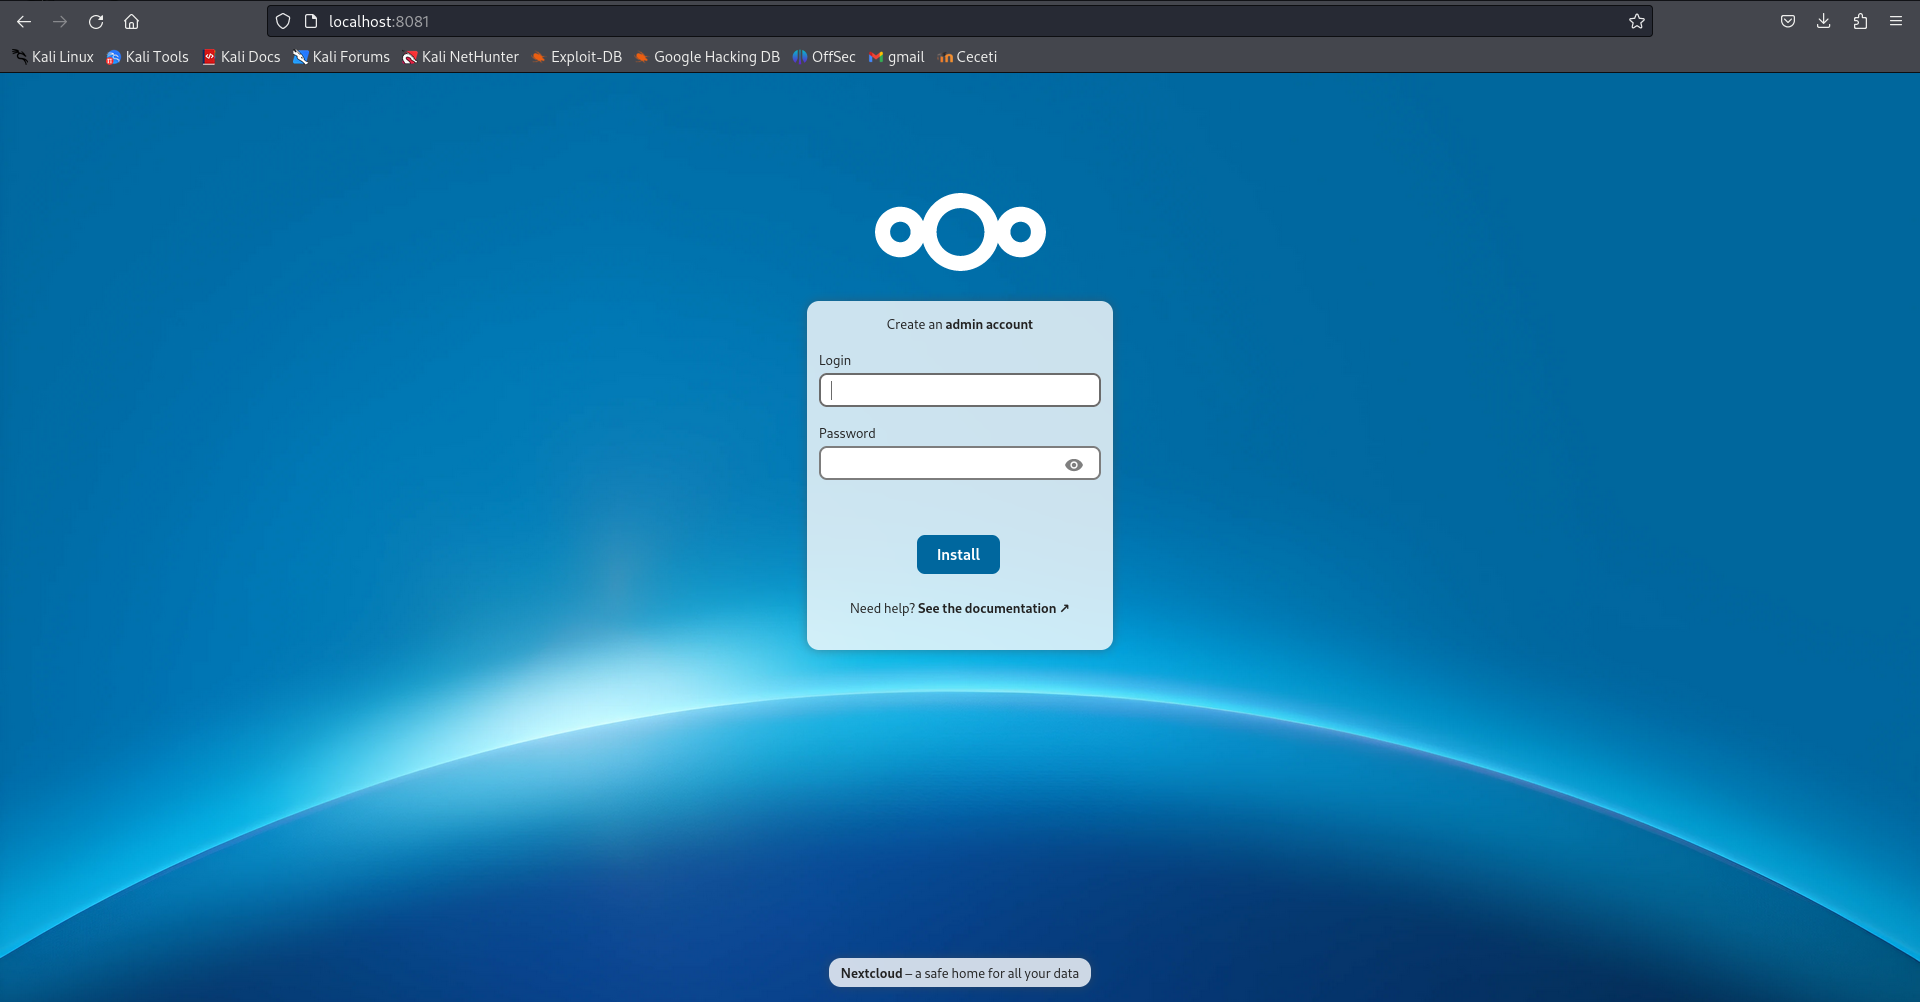 localhost:8081
Kali Linux Kali Tools Kali Docs Kali Forums Kali NetHunter Exploit-DB Google Hacking DB OffSec gmail Ceceti
Create an admin account
Login
Password
Install
Need help? See the documentation ↗
Nextcloud – a safe home for all your data